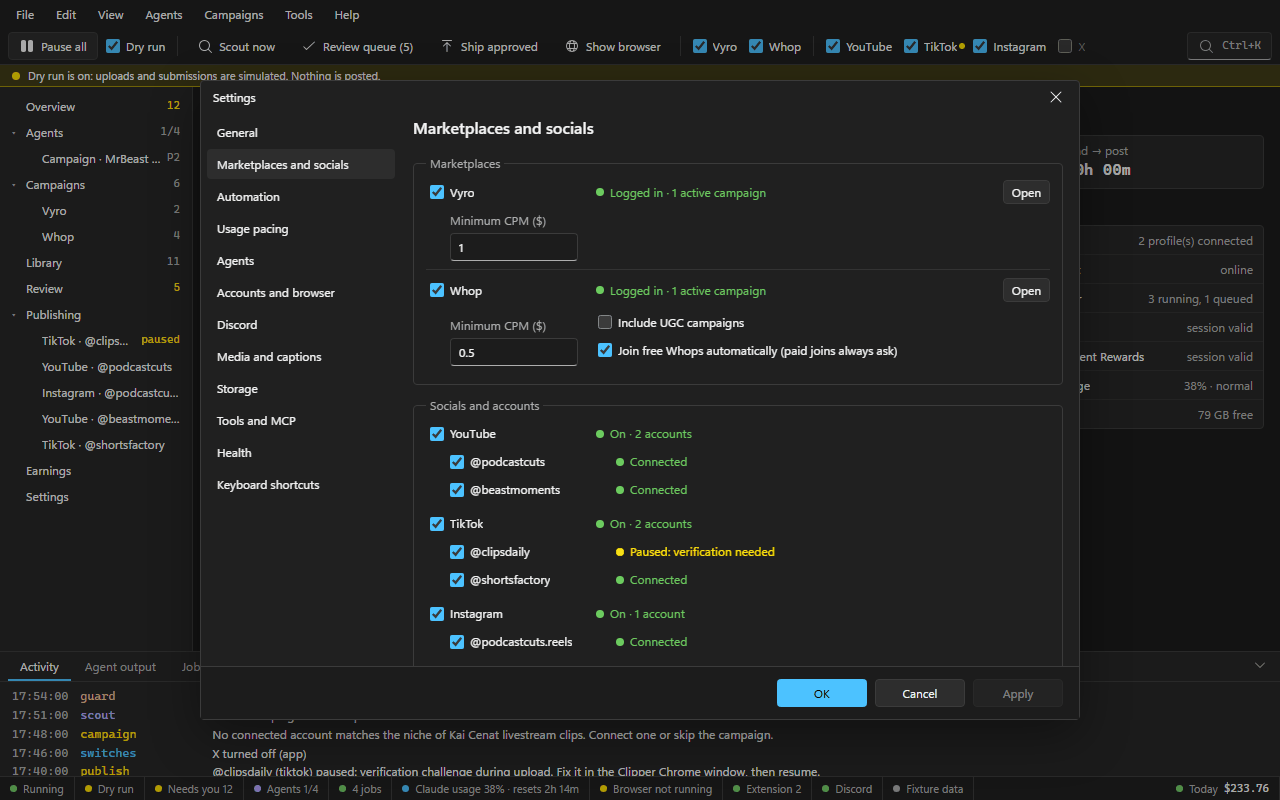 File Edit View Agents Campaigns Tools Help
Pause all Dry run Scout now Review queue (5) Ship approved Show browser Vyro Whop YouTube TikTok Instagram X Ctrl+K
Dry run is on: uploads and submissions are simulated. Nothing is posted.
Overview 12
Agents 1/4
Campaign · MrBeast ... P2
Campaigns 6
Vyro 2
Whop 4
Library 11
Review 5
Publishing
TikTok · @clips... paused
YouTube · @podcastcuts
Instagram · @podcastcu...
YouTube · @beastmome...
TikTok · @shortsfactory
Earnings
Settings
Settings
General
Marketplaces and socials
Automation
Usage pacing
Agents
Accounts and browser
Discord
Media and captions
Storage
Tools and MCP
Health
Keyboard shortcuts
Marketplaces and socials
Marketplaces
Vyro Logged in · 1 active campaign Open
Minimum CPM ($)
1
Whop Logged in · 1 active campaign Open
Include UGC campaigns
Minimum CPM ($)
0.5
Join free Whops automatically (paid joins always ask)
Socials and accounts
YouTube On · 2 accounts
@podcastcuts Connected
@beastmoments Connected
TikTok On · 2 accounts
@clipsdaily Paused: verification needed
@shortsfactory Connected
Instagram On · 1 account
@podcastcuts.reels Connected
OK Cancel Apply
→ post
0h 00m
2 profile(s) connected
online
3 running, 1 queued
session valid
ent Rewards session valid
ge 38% · normal
79 GB free
Activity Agent output Job
17:54:00 guard
17:51:00 scout
17:48:00 campaign No connected account matches the niche of Kai Cenat livestream clips. Connect one or skip the campaign.
17:46:00 switches X turned off (app)
17:40:00 publish @clipsdaily (tiktok) paused: verification challenge during upload. Fix it in the Clipper Chrome window, then resume.
Running Dry run Needs you 12 Agents 1/4 4 jobs Claude usage 38% · resets 2h 14m Browser not running Extension 2 Discord Fixture data Today $233.76